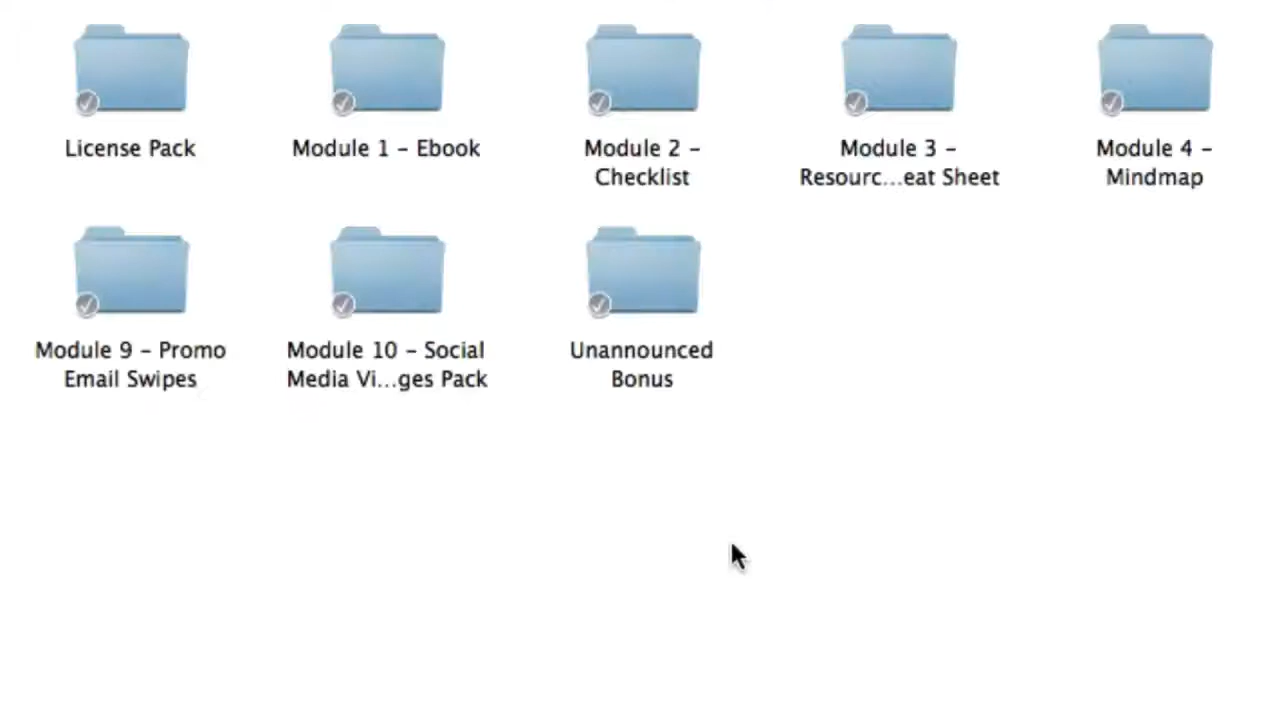 License Pack
Module 1 - Ebook
Module 2 -
Checklist
Module 3 -
Resourc...eat Sheet
Module 4 -
Mindmap
Module 9 - Promo
Email Swipes
Module 10 - Social
Media Vi...ges Pack
Unannounced
Bonus